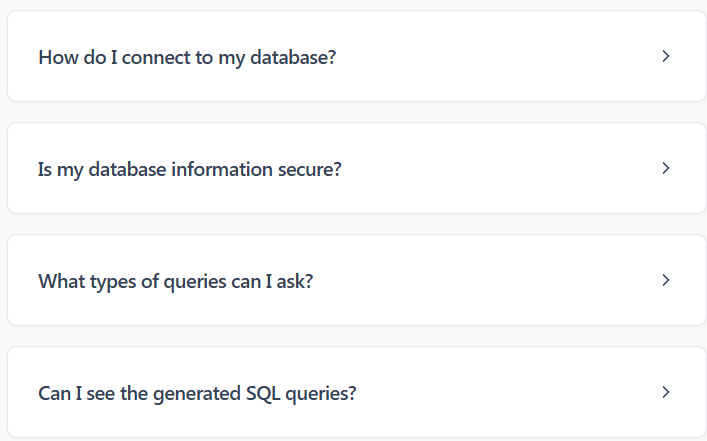 How do I connect to my database?
Is my database information secure?
What types of queries can I ask?
Can I see the generated SQL queries?